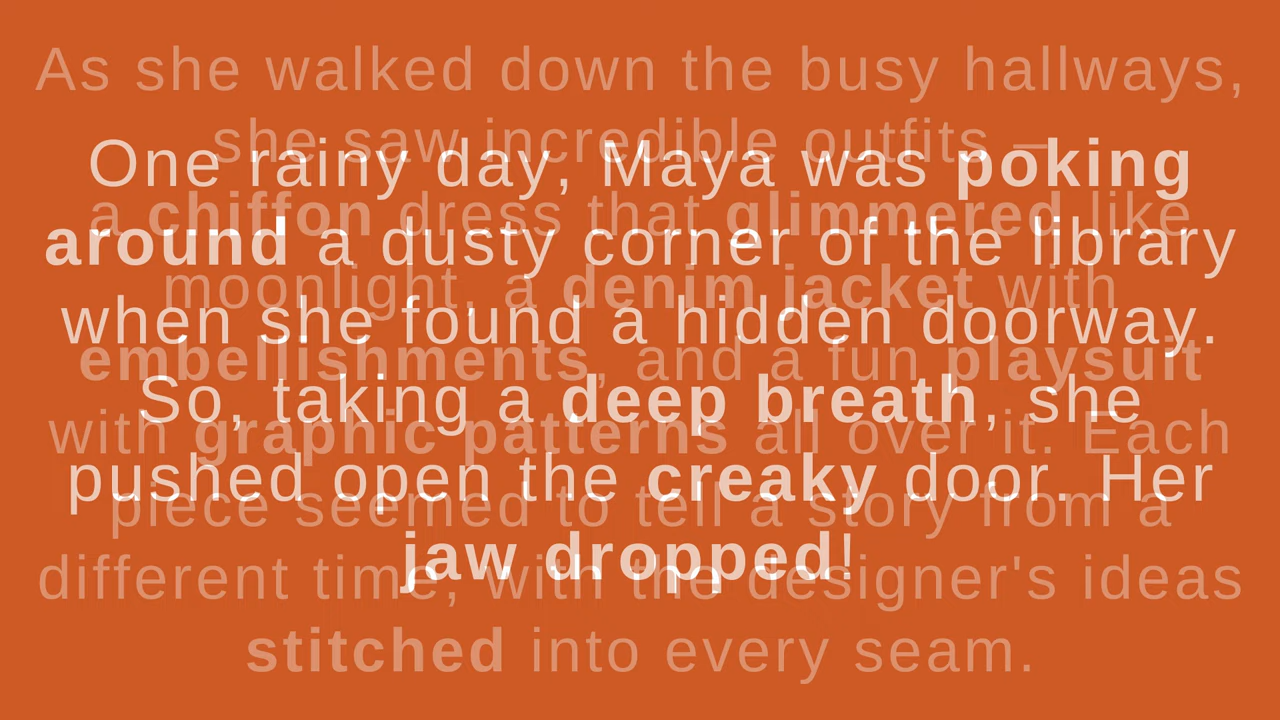 One rainy day, Maya was poking
around a dusty corner of the library
when she found a hidden doorway.
So, taking a deep breath, she
pushed open the creaky door. Her
jaw dropped!
As she walked down the busy hallways,
she saw incredible outfits –
a chiffon dress that glimmered like
moonlight, a denim jacket with
embellishments, and a fun playsuit
with graphic patterns all over it. Each
piece seemed to tell a story from a
different time, with the designer's ideas
stitched into every seam.